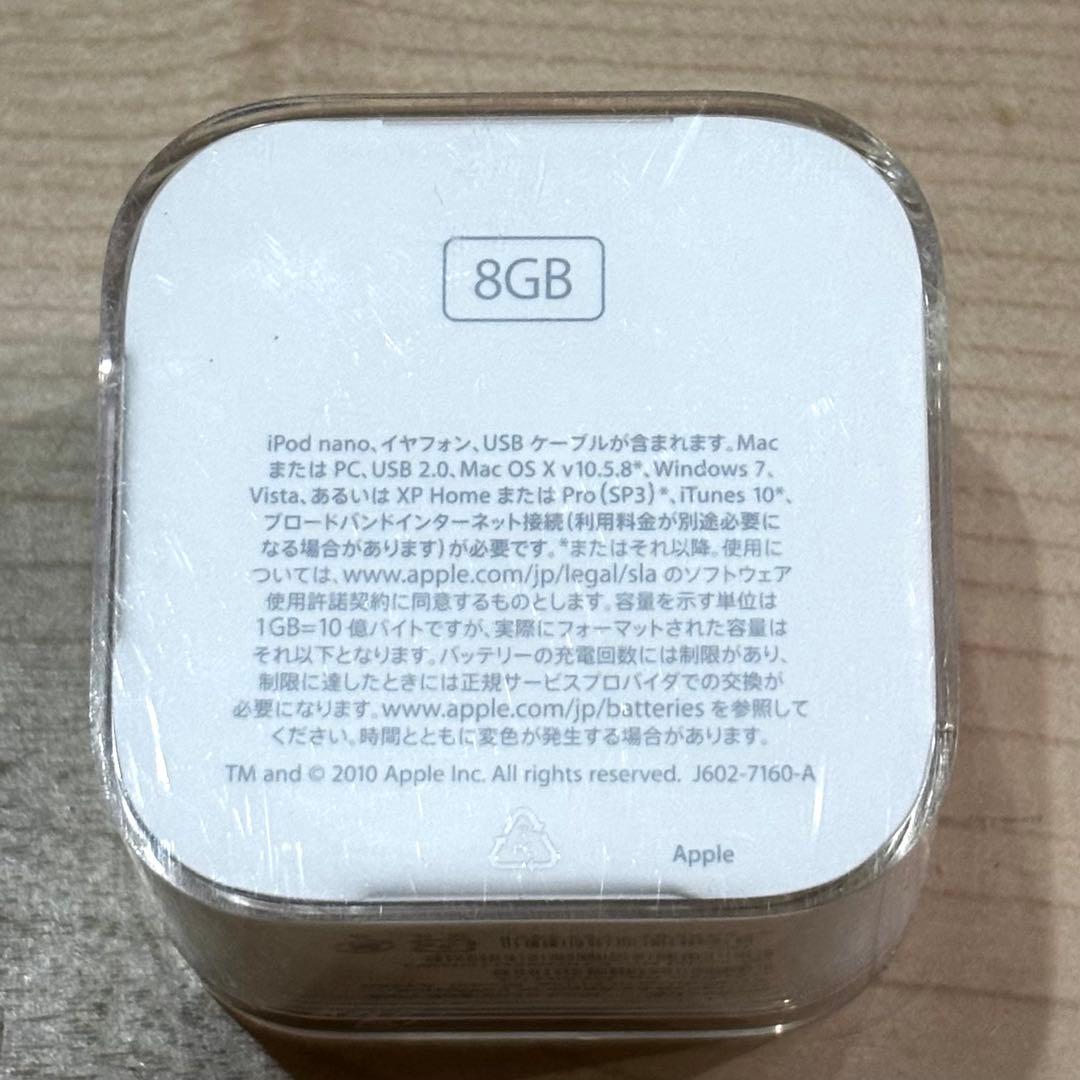 8GB
iPod nano、イヤフォン、USB ケーブルが含まれます。Mac
または PC、USB 2.0、Mac OS X v10.5.8*、Windows 7、
Vista、あるいは XP Home または Pro（SP3）*、iTunes 10*、
ブロードバンドインターネット接続（利用料金が別途必要に
なる場合があります）が必要です。*またはそれ以降。使用に
ついては、www.apple.com/jp/legal/sla のソフトウェア
使用許諾契約に同意するものとします。容量を示す単位は
1GB=10 億バイトですが、実際にフォーマットされた容量は
それ以下となります。バッテリーの充電回数には制限があり、
制限に達したときには正規サービスプロバイダでの交換が
必要になります。www.apple.com/jp/batteries を参照して
ください。時間とともに変色が発生する場合があります。
TM and © 2010 Apple Inc. All rights reserved. J602-7160-A
Apple